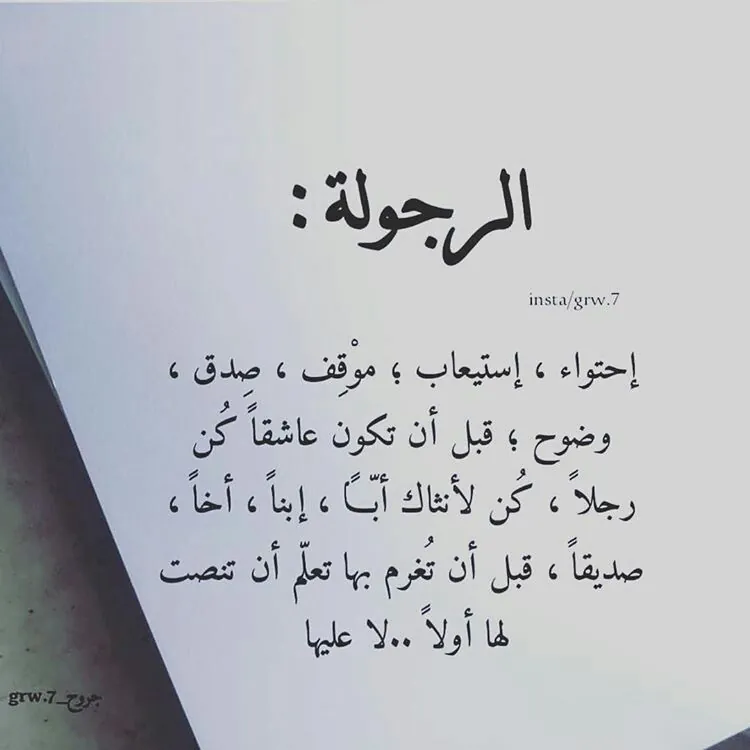 الرجولة :
insta/grw.7
إحتواء ، إستيعاب ؛ موْقِف ، صِدق ،
وضوح ؛ قبل أن تكون عاشقاً كُن
رجلاً ، كُن لأنثاك أبّـاً ، إبناً ، أخاً ،
صديقاً ، قبل أن تُغرم بها تعلّم أن تنصت
لها أولاً ..لا عليها
grw.7_جروح